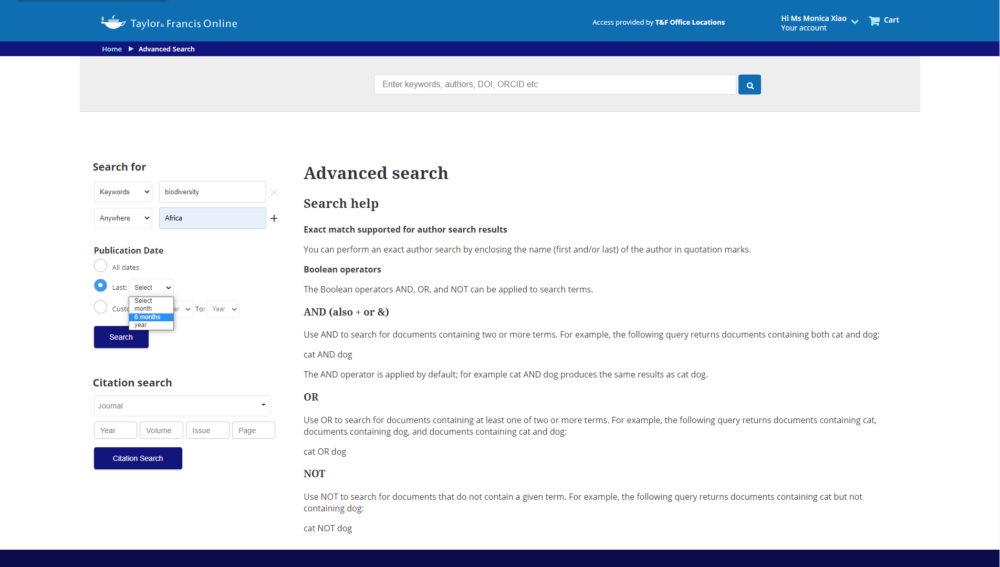 Taylor & Francis Online
Access provided by T&F Office Locations
Hi Ms Monica Xiao
Your account
Cart
Home
Advanced Search
Enter keywords, authors, DOI, ORCID etc
Search for
Keywords
biodiversity
Anywhere
Africa
Publication Date
All dates
Last:
Select
Select
month
6 months
year
To:
Year
Search
Citation search
Journal
Year
Volume
Issue
Page
Citation Search
Advanced search
Search help
Exact match supported for author search results
You can perform an exact author search by enclosing the name (first and/or last) of the author in quotation marks.
Boolean operators
The Boolean operators AND, OR, and NOT can be applied to search terms.
AND (also + or &)
Use AND to search for documents containing two or more terms. For example, the following query returns documents containing both cat and dog:
cat AND dog
The AND operator is applied by default; for example cat AND dog produces the same results as cat dog.
OR
Use OR to search for documents containing at least one of two or more terms. For example, the following query returns documents containing cat,
documents containing dog, and documents containing cat and dog:
cat OR dog
NOT
Use NOT to search for documents that do not contain a given term. For example, the following query returns documents containing cat but not
containing dog:
cat NOT dog